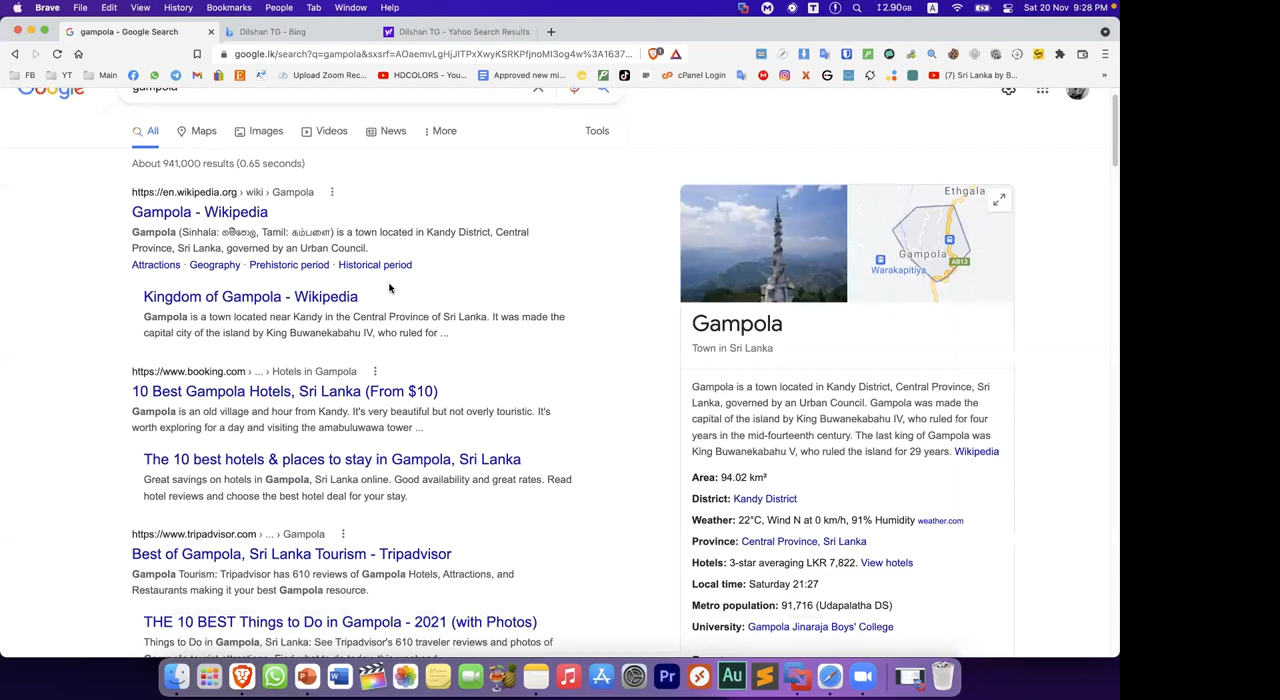 Brave File Edit View History Bookmarks People Tab Window Help
2.90GB A Sat 20 Nov 9:28 PM
gampola - Google Search
Dilshan TG - Bing
Dilshan TG - Yahoo Search Results
google.lk/search?q=gampola&sxsrf=AOaemvLgHjJlTPxXwyKSRKPfjnoMI3og4w%3A1637...
FB YT Main Upload Zoom Rec... HDCOLORS - You... Approved new mi... cPanel Login (7) Sri Lanka by B... »
Google
gampola
All Maps Images Videos News More Tools
About 941,000 results (0.65 seconds)
https://en.wikipedia.org › wiki › Gampola
Gampola - Wikipedia
Gampola (Sinhala: ගම්පොල, Tamil: கம்பளை) is a town located in Kandy District, Central
Province, Sri Lanka, governed by an Urban Council.
Attractions · Geography · Prehistoric period · Historical period
Kingdom of Gampola - Wikipedia
Gampola is a town located near Kandy in the Central Province of Sri Lanka. It was made the
capital city of the island by King Buwanekabahu IV, who ruled for ...
https://www.booking.com › ... › Hotels in Gampola
10 Best Gampola Hotels, Sri Lanka (From $10)
Gampola is an old village and hour from Kandy. It's very beautiful but not overly touristic. It's
worth exploring for a day and visiting the amabuluwawa tower ...
The 10 best hotels & places to stay in Gampola, Sri Lanka
Great savings on hotels in Gampola, Sri Lanka online. Good availability and great rates. Read
hotel reviews and choose the best hotel deal for your stay.
https://www.tripadvisor.com › ... › Gampola
Best of Gampola, Sri Lanka Tourism - Tripadvisor
Gampola Tourism: Tripadvisor has 610 reviews of Gampola Hotels, Attractions, and
Restaurants making it your best Gampola resource.
THE 10 BEST Things to Do in Gampola - 2021 (with Photos)
Things to Do in Gampola, Sri Lanka: See Tripadvisor's 610 traveler reviews and photos of
Ethgala
Gampola
AB13
Warakapitiya
Gampola
Town in Sri Lanka
Gampola is a town located in Kandy District, Central Province, Sri
Lanka, governed by an Urban Council. Gampola was made the
capital of the island by King Buwanekabahu IV, who ruled for four
years in the mid-fourteenth century. The last king of Gampola was
King Buwanekabahu V, who ruled the island for 29 years. Wikipedia
Area: 94.02 km²
District: Kandy District
Weather: 22°C, Wind N at 0 km/h, 91% Humidity weather.com
Province: Central Province, Sri Lanka
Hotels: 3-star averaging LKR 7,822. View hotels
Local time: Saturday 21:27
Metro population: 91,716 (Udapalatha DS)
University: Gampola Jinaraja Boys' College
Pr Au